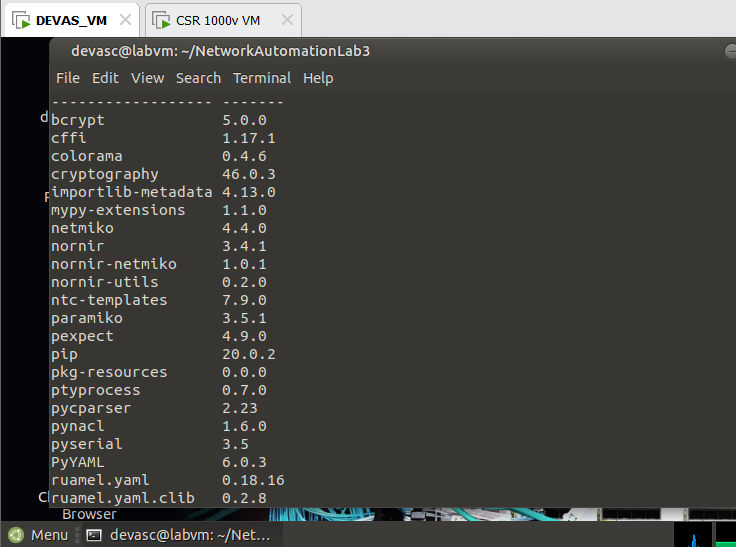 DEVAS_VM
CSR 1000v VM
devasc@labvm: ~/NetworkAutomationLab3
File Edit View Search Terminal Help
------------------ -------
bcrypt 5.0.0
cffi 1.17.1
colorama 0.4.6
cryptography 46.0.3
importlib-metadata 4.13.0
mypy-extensions 1.1.0
netmiko 4.4.0
nornir 3.4.1
nornir-netmiko 1.0.1
nornir-utils 0.2.0
ntc-templates 7.9.0
paramiko 3.5.1
pexpect 4.9.0
pip 20.0.2
pkg-resources 0.0.0
ptyprocess 0.7.0
pycparser 2.23
pynacl 1.6.0
pyserial 3.5
PyYAML 6.0.3
ruamel.yaml 0.18.16
ruamel.yaml.clib 0.2.8
Browser
Menu devasc@labvm: ~/Net...